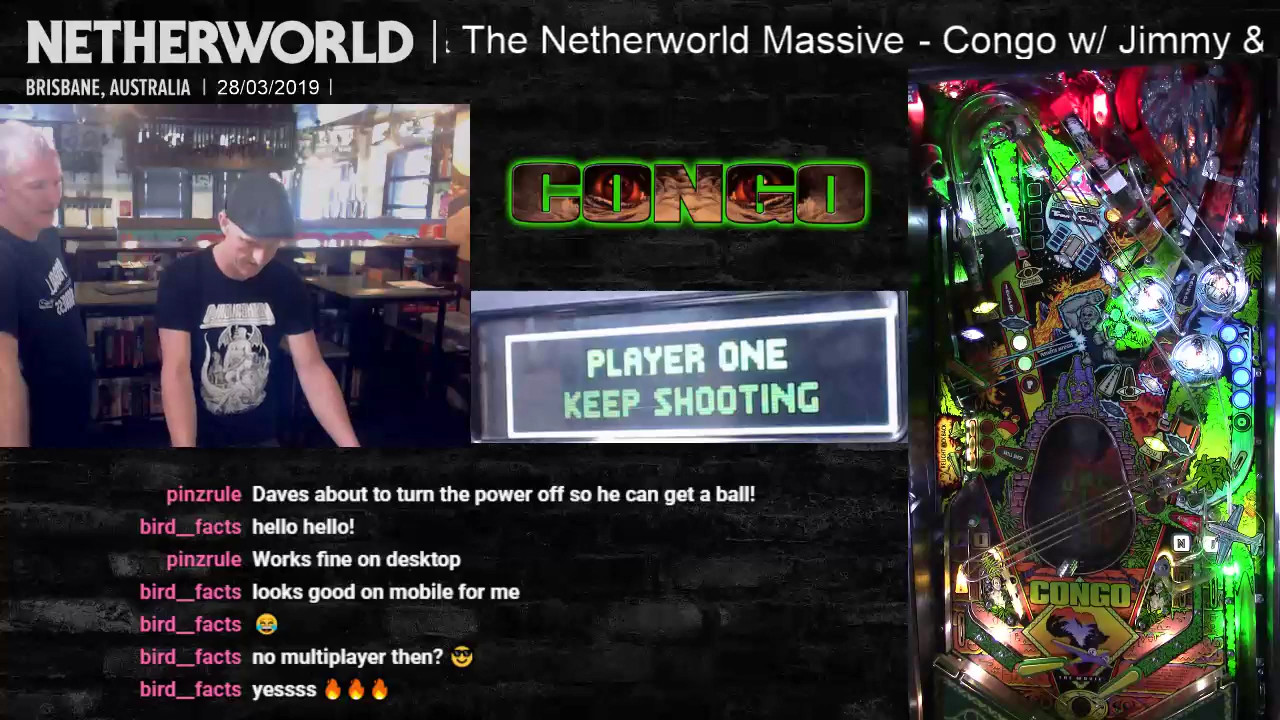 NETHERWORLD
The Netherworld Massive - Congo w/ Jimmy &
BRISBANE, AUSTRALIA | 28/03/2019 |
CONGO
PLAYER ONE
KEEP SHOOTING
pinzrule Daves about to turn the power off so he can get a ball!
bird__facts hello hello!
pinzrule Works fine on desktop
bird__facts looks good on mobile for me
bird__facts 😂
bird__facts no multiplayer then? 😎
bird__facts yessss 🔥🔥🔥
CONGO
THE MOVIE